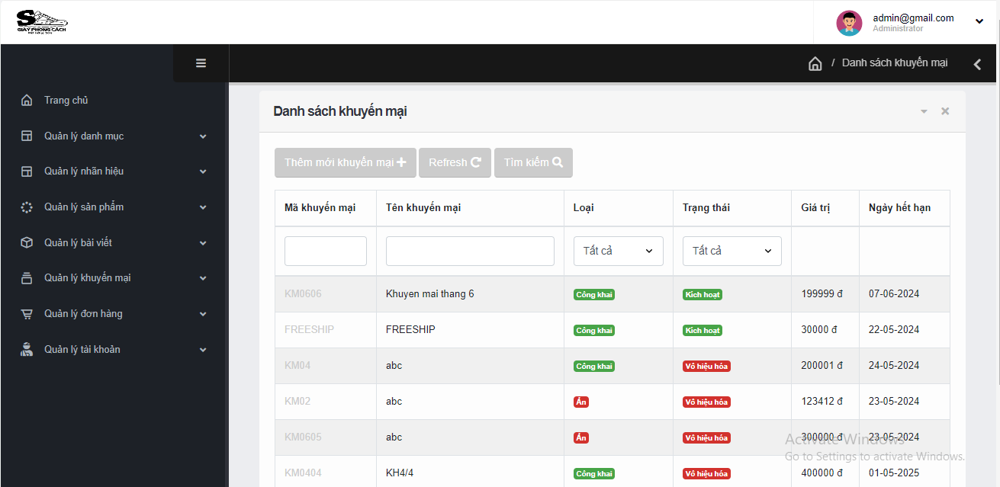 S
GIÀY PHONG CÁCH
admin@gmail.com
Administrator
/ Danh sách khuyến mại
Trang chủ
Quản lý danh mục
Quản lý nhãn hiệu
Quản lý sản phẩm
Quản lý bài viết
Quản lý khuyến mại
Quản lý đơn hàng
Quản lý tài khoản
Danh sách khuyến mại
Thêm mới khuyến mại Refresh Tìm kiếm
Mã khuyến mại Tên khuyến mại Loại Trạng thái Giá trị Ngày hết hạn
Tất cả Tất cả
KM0606 Khuyen mai thang 6 Công khai Kích hoạt 199999 đ 07-06-2024
FREESHIP FREESHIP Công khai Kích hoạt 30000 đ 22-05-2024
KM04 abc Công khai Vô hiệu hóa 200001 đ 24-05-2024
KM02 abc Ẩn Vô hiệu hóa 123412 đ 23-05-2024
KM0605 abc Ẩn Vô hiệu hóa 300000 đ 23-05-2024
KM0404 KH4/4 Công khai Vô hiệu hóa 400000 đ 01-05-2025
Activate Windows
Go to Settings to activate Windows.